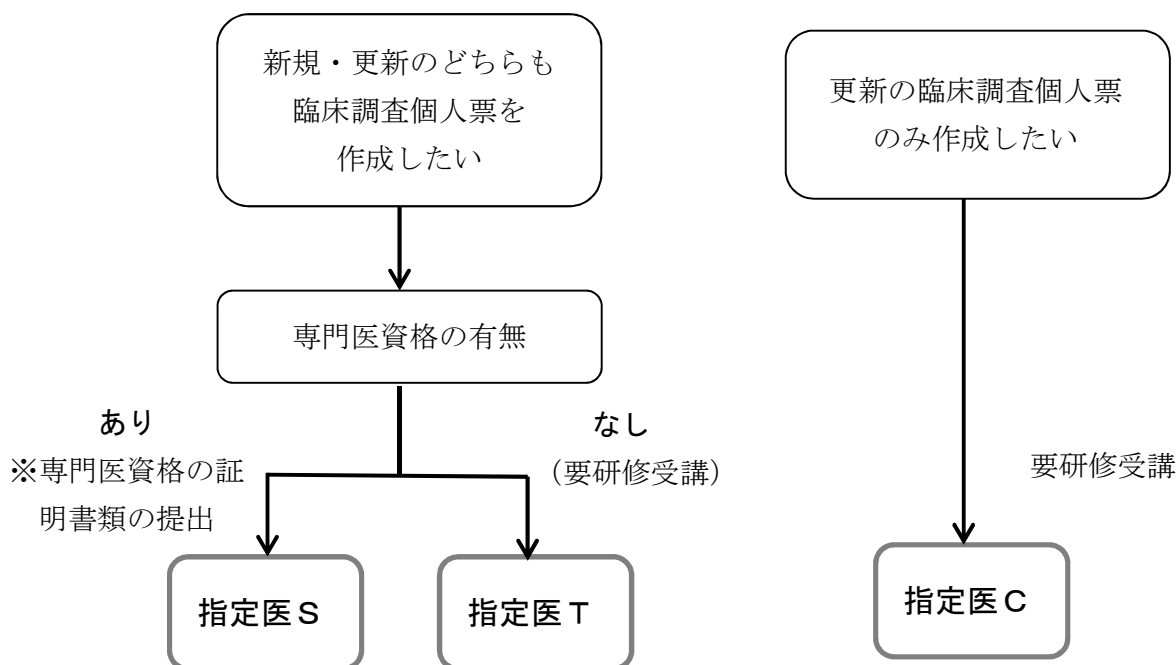 新規・更新のどちらも
臨床調査個人票を
作成したい
更新の臨床調査個人票
のみ作成したい
専門医資格の有無
あり
※専門医資格の証
明書類の提出
なし
（要研修受講）
要研修受講
指定医Ｓ
指定医Ｔ
指定医Ｃ